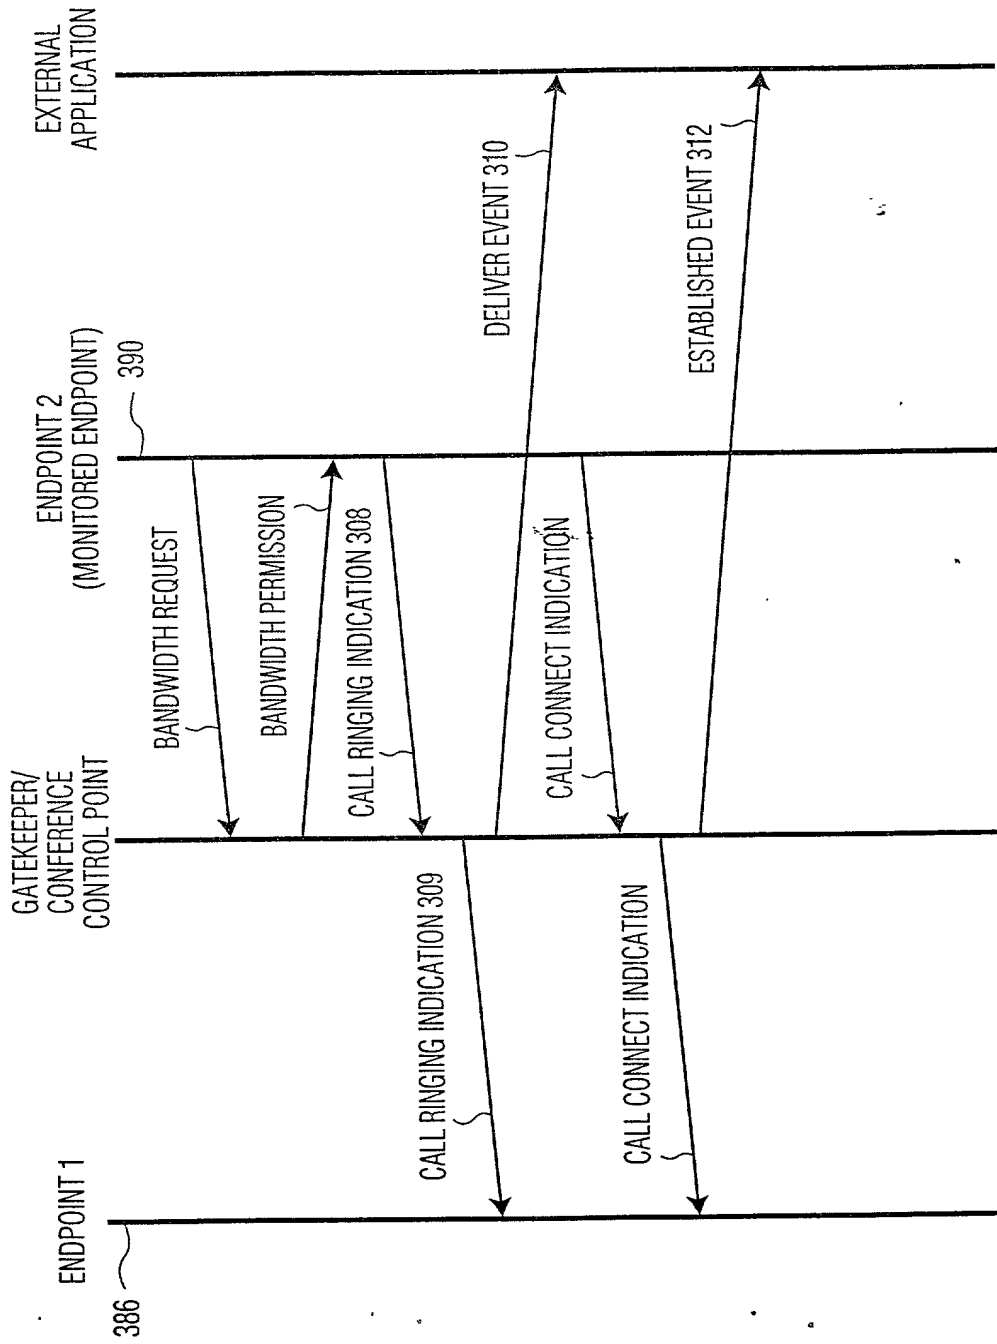 386
ENDPOINT 1
GATEKEEPER/
CONFERENCE
CONTROL POINT
ENDPOINT 2
(MONITORED ENDPOINT)
390
EXTERNAL
APPLICATION
BANDWIDTH REQUEST
BANDWIDTH PERMISSION
CALL RINGING INDICATION 308
CALL RINGING INDICATION 309
DELIVER EVENT 310
CALL CONNECT INDICATION
CALL CONNECT INDICATION
ESTABLISHED EVENT 312